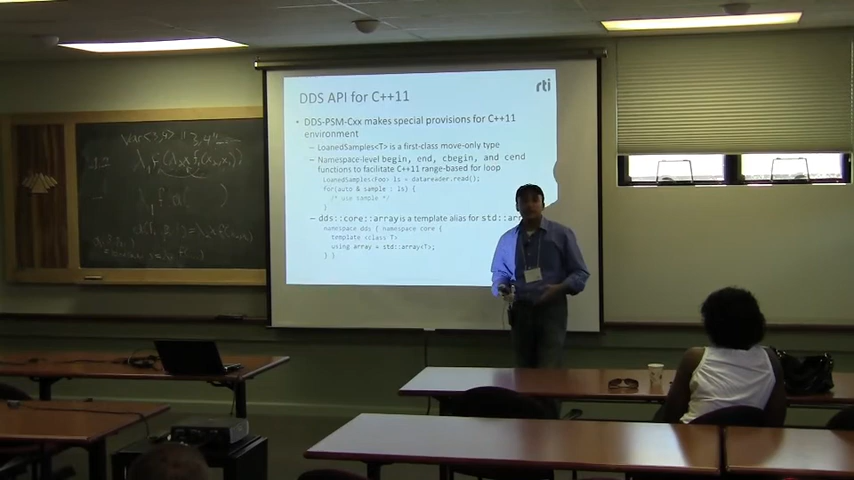 rti
DDS API for C++11
• DDS-PSM-Cxx makes special provisions for C++11
environment
– LoanedSamples<T> is a first-class move-only type
– Namespace-level begin, end, cbegin, and cend
functions to facilitate C++11 range-based for loop
LoanedSamples<Foo> ls = datareader.read();
for(auto & sample : ls) {
/* use sample */
}
– dds::core::array is a template alias for std::arr
namespace dds { namespace core {
template <class T>
using array = std::array<T>;
} }